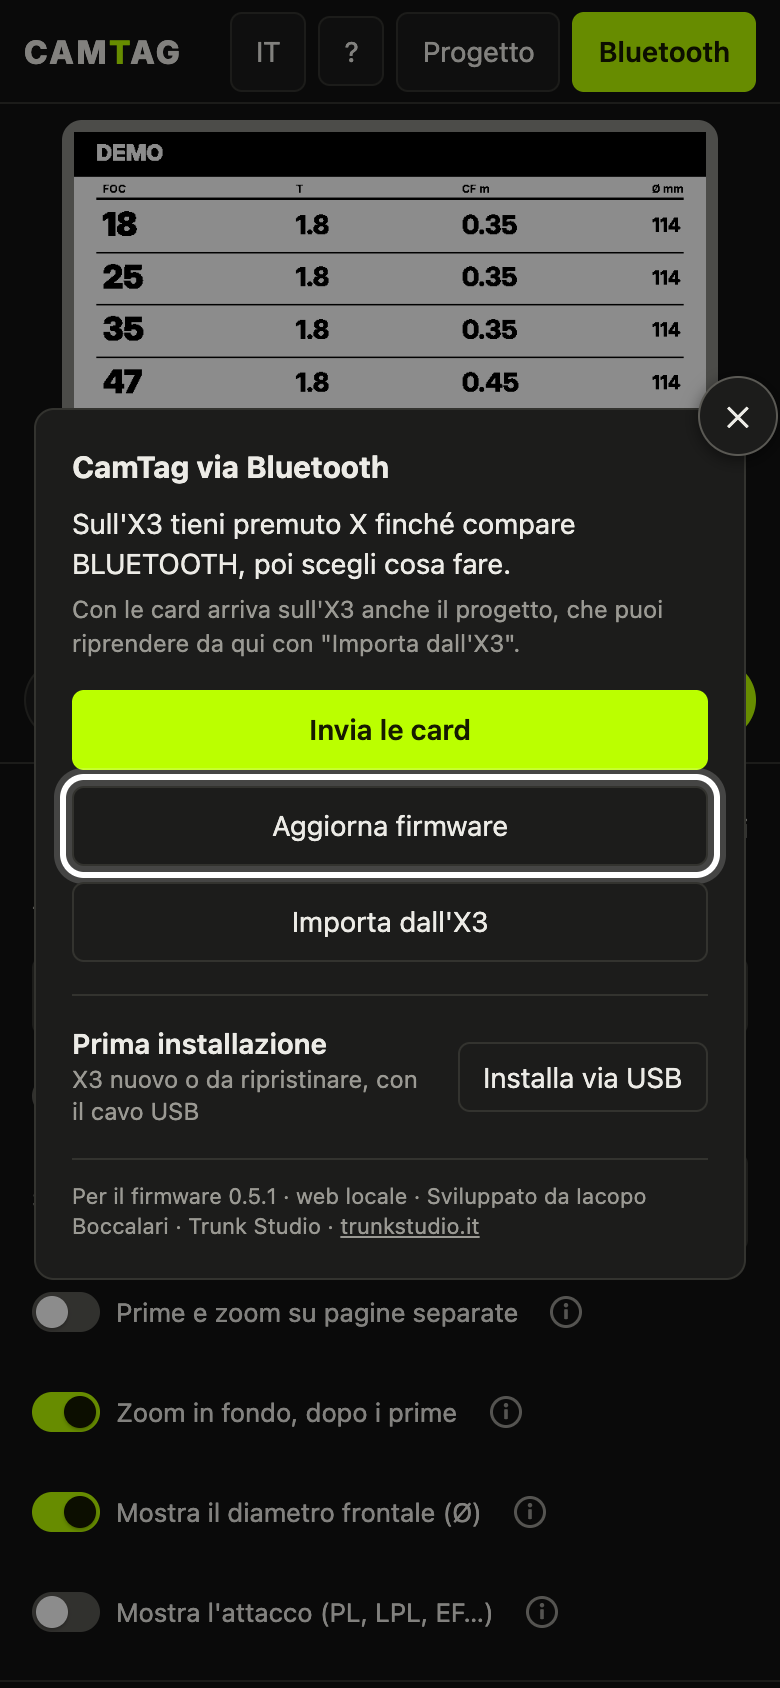 CAMTAG
IT
?
Progetto
Bluetooth
DEMO
FOC T CF m Ø mm
18 1.8 0.35 114
25 1.8 0.35 114
35 1.8 0.35 114
47 1.8 0.45 114
CamTag via Bluetooth
Sull'X3 tieni premuto X finché compare
BLUETOOTH, poi scegli cosa fare.
Con le card arriva sull'X3 anche il progetto, che puoi
riprendere da qui con "Importa dall'X3".
Invia le card
Aggiorna firmware
Importa dall'X3
Prima installazione
X3 nuovo o da ripristinare, con
il cavo USB
Installa via USB
Per il firmware 0.5.1 · web locale · Sviluppato da Iacopo
Boccalari · Trunk Studio · trunkstudio.it
Prime e zoom su pagine separate
Zoom in fondo, dopo i prime
Mostra il diametro frontale (Ø)
Mostra l'attacco (PL, LPL, EF...)